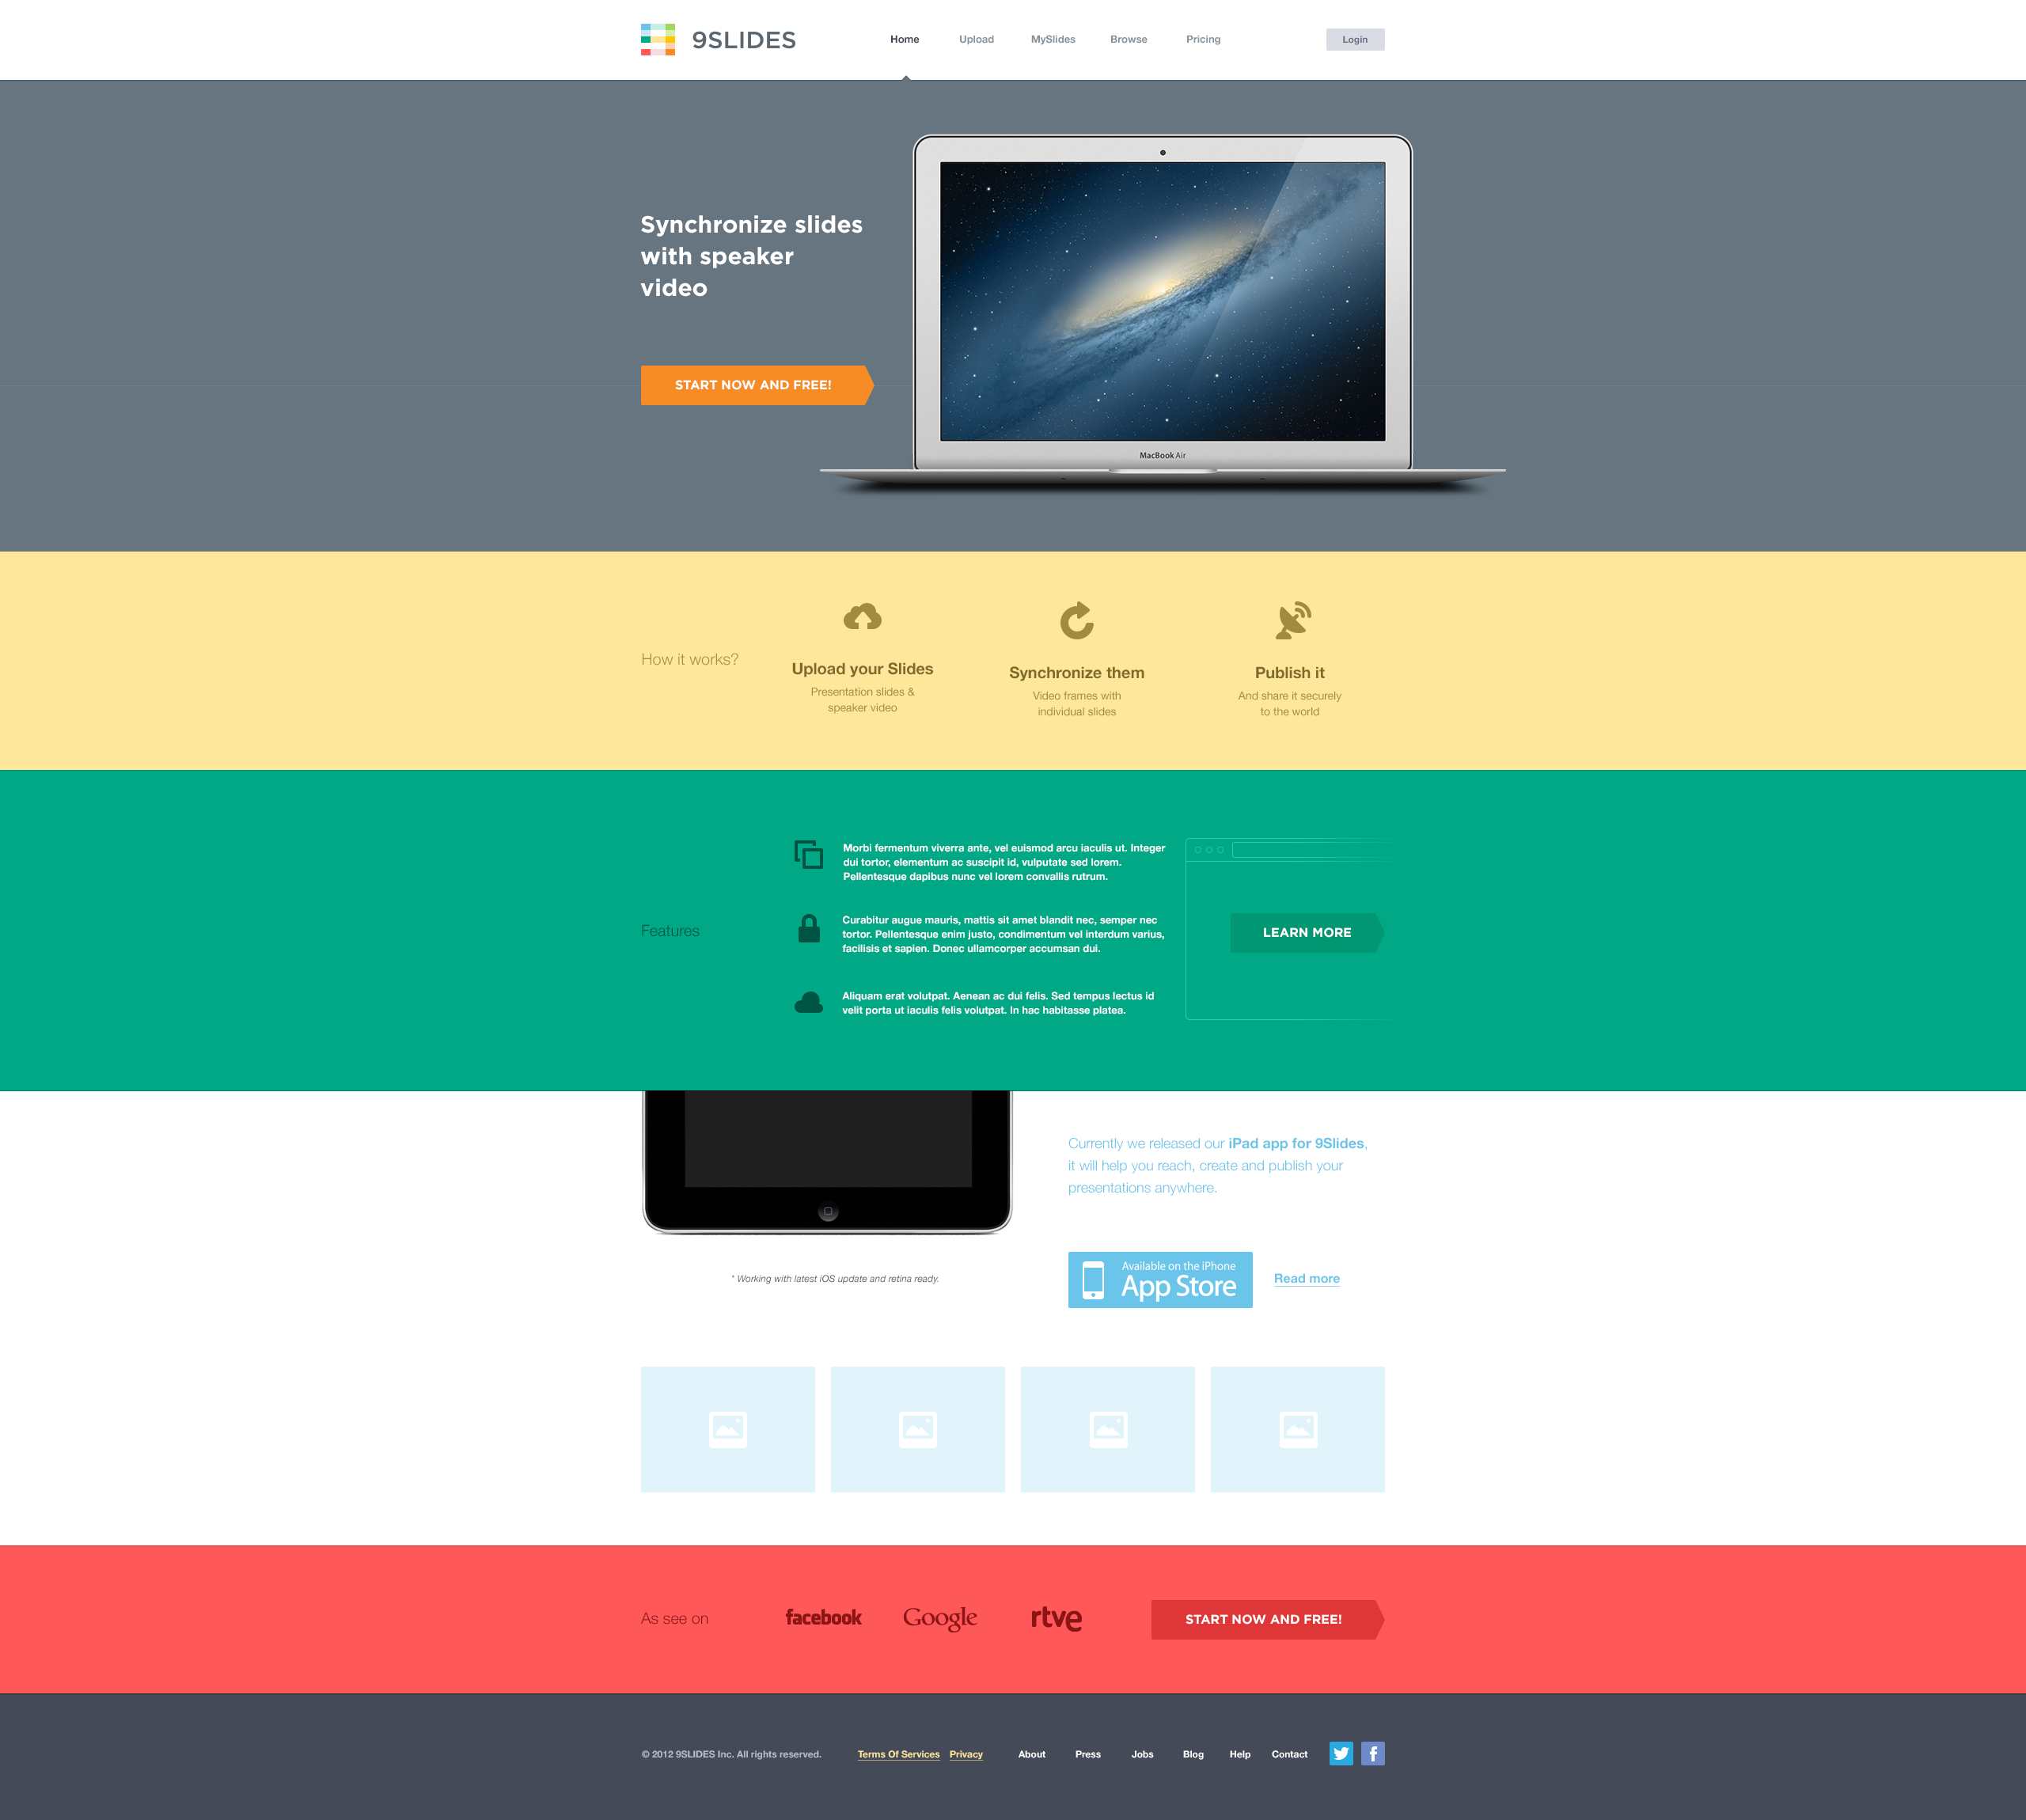 9SLIDES
Home
Upload
MySlides
Browse
Pricing
Login
Synchronize slides
with speaker
video
START NOW AND FREE!
MacBook Air
How it works?
Upload your Slides
Presentation slides &
speaker video
Synchronize them
Video frames with
individual slides
Publish it
And share it securely
to the world
Features
Morbi fermentum viverra ante, vel euismod arcu iaculis ut. Integer
dui tortor, elementum ac suscipit id, vulputate sed lorem.
Pellentesque dapibus nunc vel lorem convallis rutrum.
Curabitur augue mauris, mattis sit amet blandit nec, semper nec
tortor. Pellentesque enim justo, condimentum vel interdum varius,
facilisis et sapien. Donec ullamcorper accumsan dui.
Aliquam erat volutpat. Aenean ac dui felis. Sed tempus lectus id
velit porta ut iaculis felis volutpat. In hac habitasse platea.
LEARN MORE
Currently we released our iPad app for 9Slides,
it will help you reach, create and publish your
presentations anywhere.
* Working with latest iOS update and retina ready.
Available on the iPhone
App Store
Read more
As see on
facebook
Google
rtve
START NOW AND FREE!
© 2012 9SLIDES Inc. All rights reserved.
Terms Of Services
Privacy
About
Press
Jobs
Blog
Help
Contact